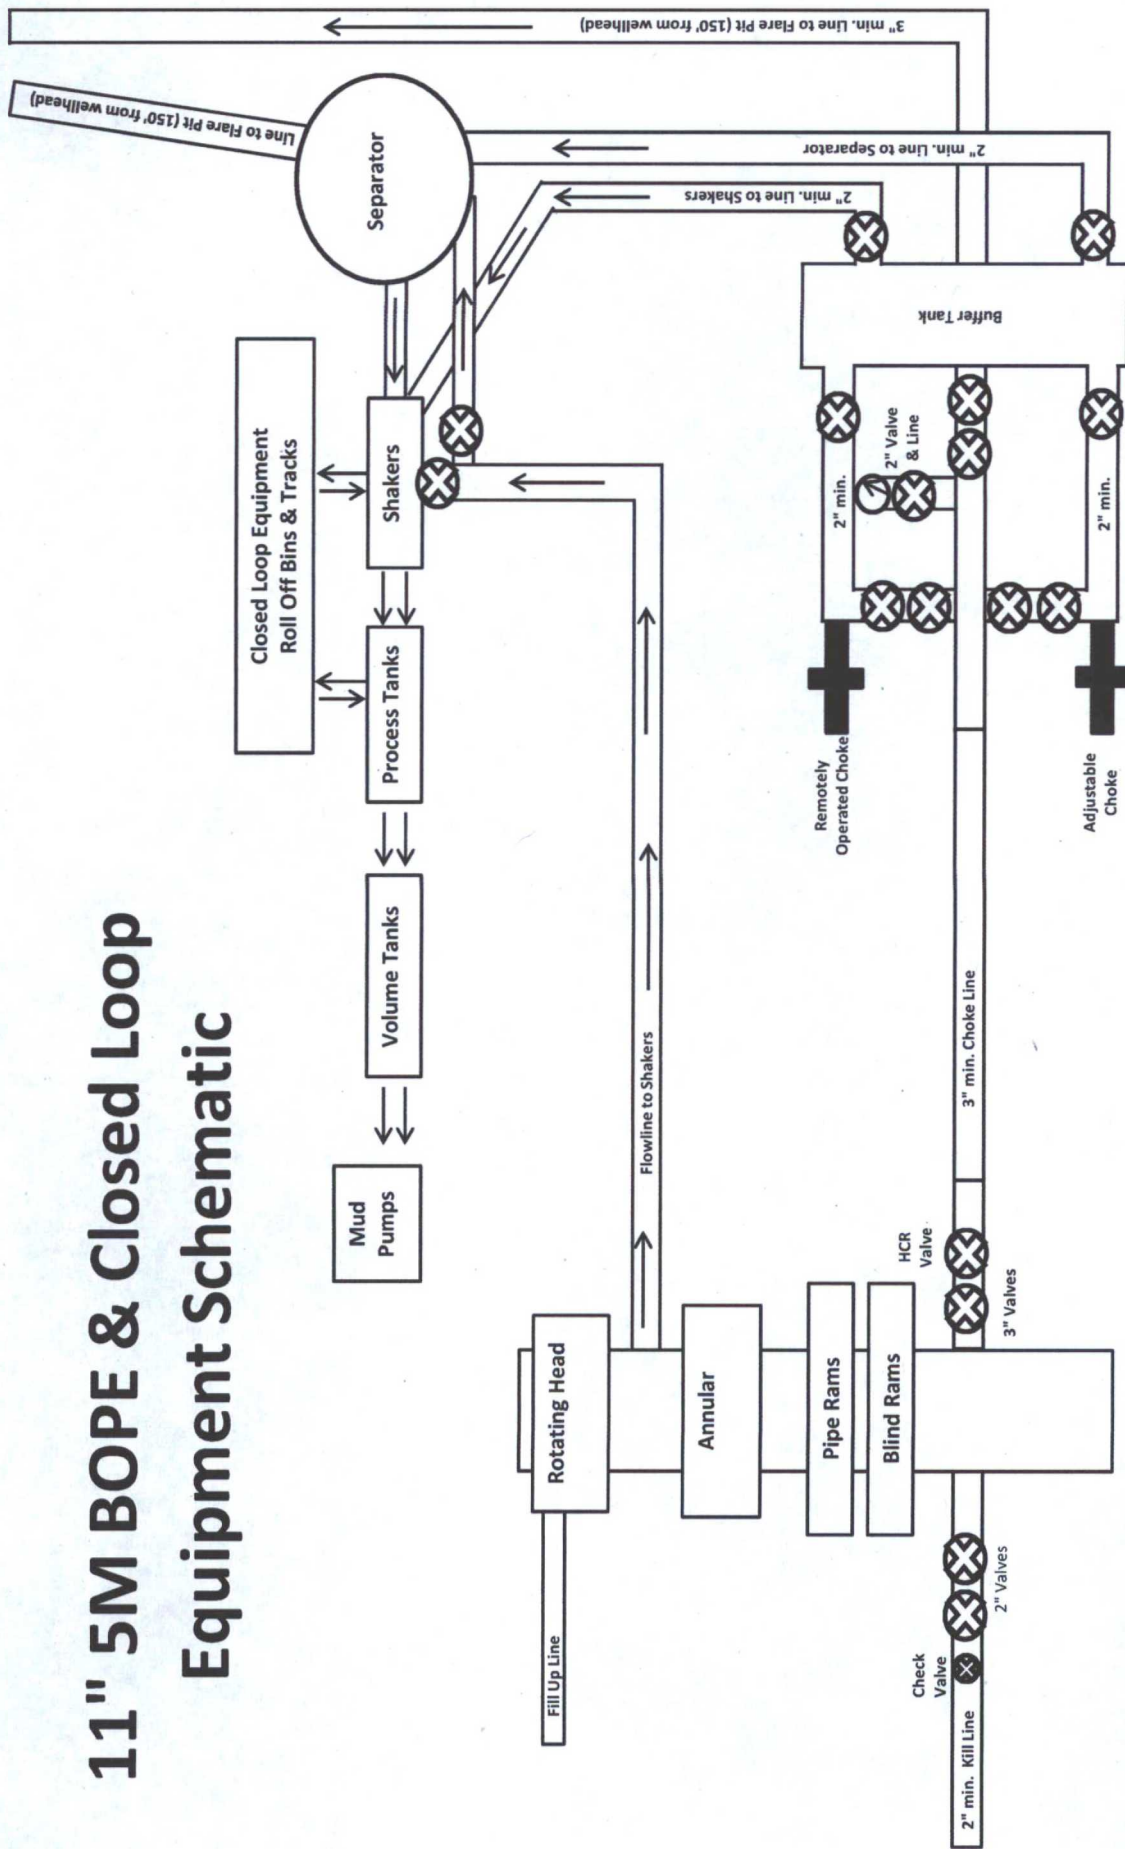 11" 5M BOPE & Closed Loop
Equipment Schematic
Closed Loop Equipment
Roll Off Bins & Tracks
Mud
Pumps
Volume Tanks
Process Tanks
Shakers
Separator
Line to Flare Pit (150' from wellhead)
3" min. Line to Flare Pit (150' from wellhead)
2" min. Line to Separator
2" min. Line to Shakers
Fill Up Line
Rotating Head
Flowline to Shakers
Annular
Pipe Rams
Blind Rams
HCR
Valve
3" Valves
3" min. Choke Line
Remotely
Operated Choke
Adjustable
Choke
2" min.
2" Valve
& Line
2" min.
Buffer Tank
Check
Valve
2" Valves
2" min. Kill Line